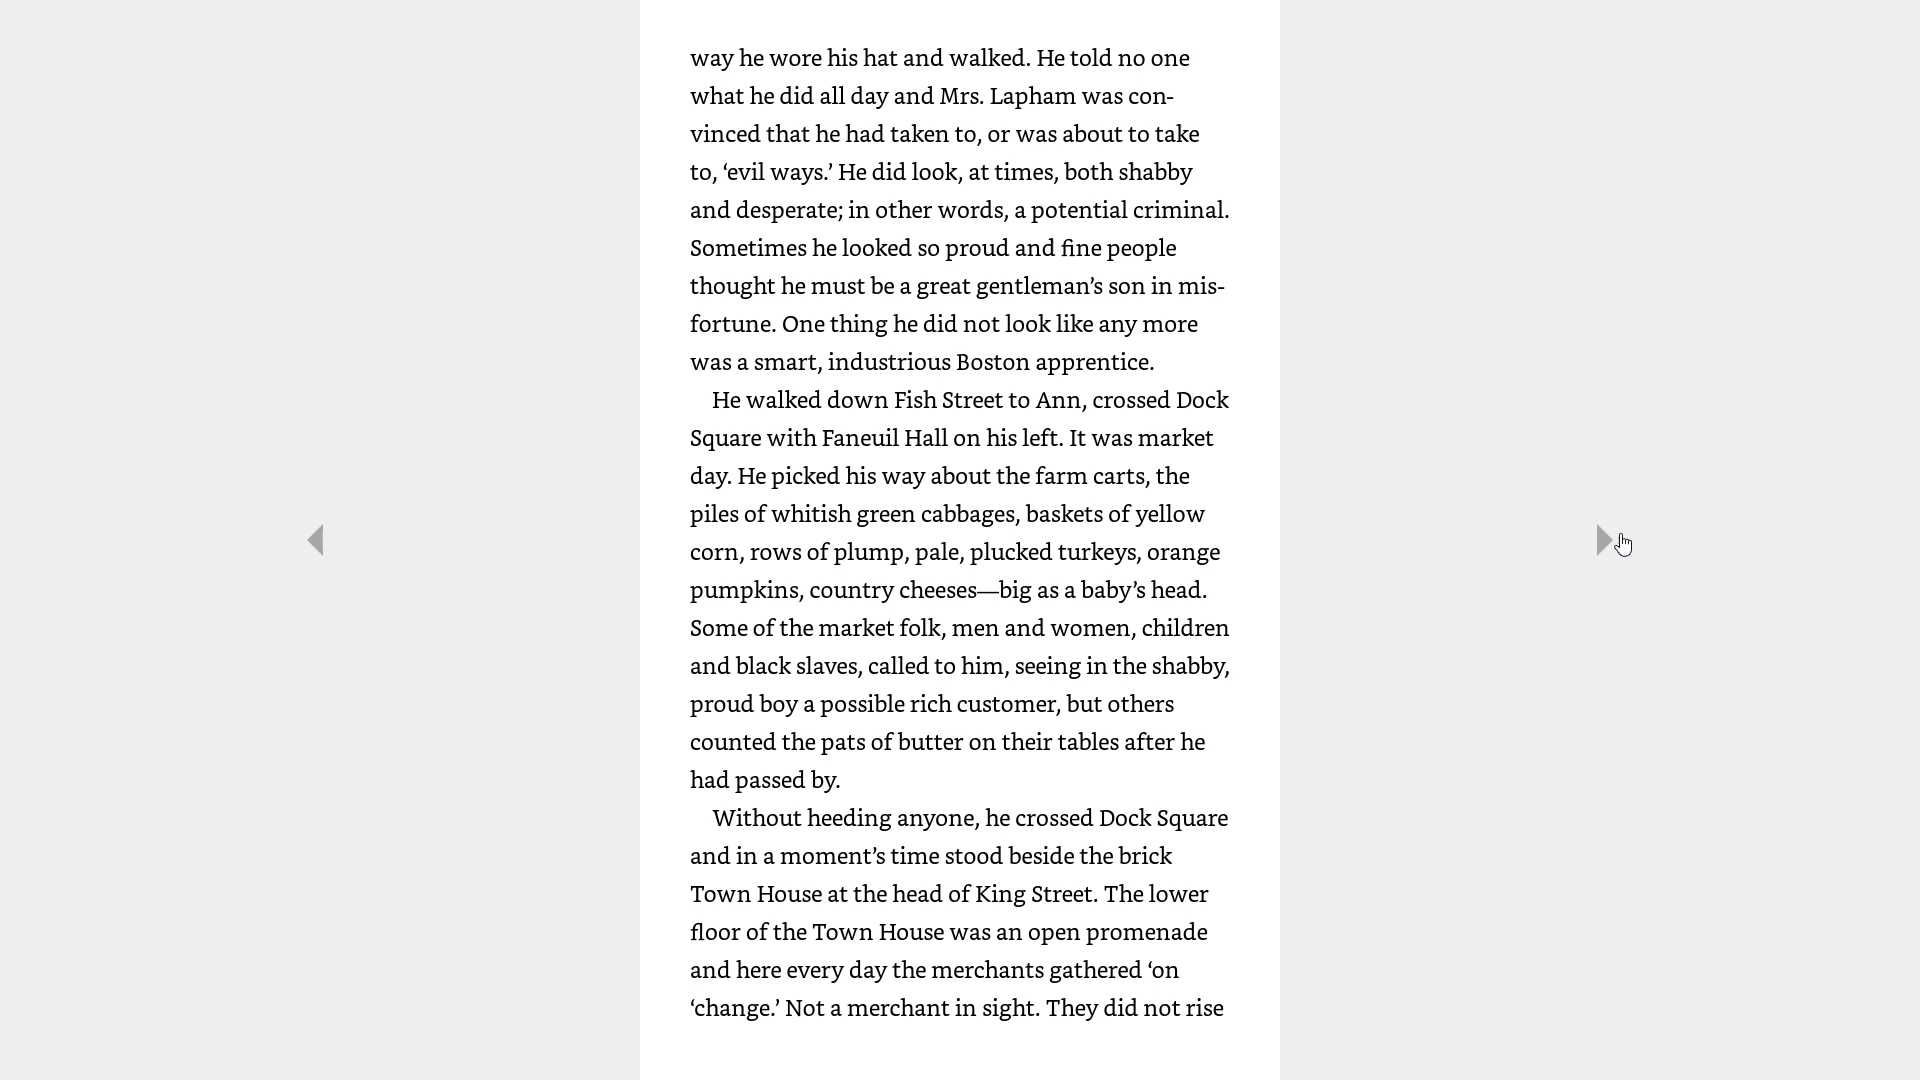 way he wore his hat and walked. He told no one
what he did all day and Mrs. Lapham was con-
vinced that he had taken to, or was about to take
to, ‘evil ways.’ He did look, at times, both shabby
and desperate; in other words, a potential criminal.
Sometimes he looked so proud and fine people
thought he must be a great gentleman’s son in mis-
fortune. One thing he did not look like any more
was a smart, industrious Boston apprentice.
He walked down Fish Street to Ann, crossed Dock
Square with Faneuil Hall on his left. It was market
day. He picked his way about the farm carts, the
piles of whitish green cabbages, baskets of yellow
corn, rows of plump, pale, plucked turkeys, orange
pumpkins, country cheeses—big as a baby’s head.
Some of the market folk, men and women, children
and black slaves, called to him, seeing in the shabby,
proud boy a possible rich customer, but others
counted the pats of butter on their tables after he
had passed by.
Without heeding anyone, he crossed Dock Square
and in a moment’s time stood beside the brick
Town House at the head of King Street. The lower
floor of the Town House was an open promenade
and here every day the merchants gathered ‘on
‘change.’ Not a merchant in sight. They did not rise